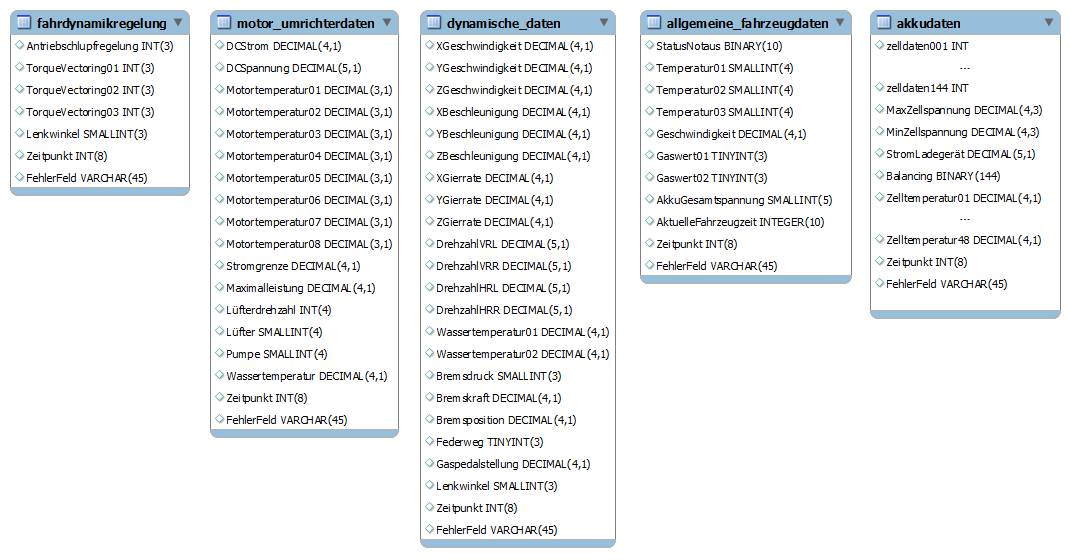 fahrdynamikregelung
Antriebschlupfregelung INT(3)
TorqueVectoring01 INT(3)
TorqueVectoring02 INT(3)
TorqueVectoring03 INT(3)
Lenkwinkel SMALLINT(3)
Zeitpunkt INT(8)
FehlerFeld VARCHAR(45)
motor_umrichterdaten
DCStrom DECIMAL(4,1)
DCSpannung DECIMAL(5,1)
Motortemperatur01 DECIMAL(3,1)
Motortemperatur02 DECIMAL(3,1)
Motortemperatur03 DECIMAL(3,1)
Motortemperatur04 DECIMAL(3,1)
Motortemperatur05 DECIMAL(3,1)
Motortemperatur06 DECIMAL(3,1)
Motortemperatur07 DECIMAL(3,1)
Motortemperatur08 DECIMAL(3,1)
Stromgrenze DECIMAL(4,1)
Maximalleistung DECIMAL(4,1)
Lüfterdrehzahl INT(4)
Lüfter SMALLINT(4)
Pumpe SMALLINT(4)
Wassertemperatur DECIMAL(4,1)
Zeitpunkt INT(8)
FehlerFeld VARCHAR(45)
dynamische_daten
XGeschwindigkeit DECIMAL(4,1)
YGeschwindigkeit DECIMAL(4,1)
ZGeschwindigkeit DECIMAL(4,1)
XBeschleunigung DECIMAL(4,1)
YBeschleunigung DECIMAL(4,1)
ZBeschleunigung DECIMAL(4,1)
XGierrate DECIMAL(4,1)
YGierrate DECIMAL(4,1)
ZGierrate DECIMAL(4,1)
DrehzahlVRL DECIMAL(5,1)
DrehzahlVRR DECIMAL(5,1)
DrehzahlHRL DECIMAL(5,1)
DrehzahlHRR DECIMAL(5,1)
Wassertemperatur01 DECIMAL(4,1)
Wassertemperatur02 DECIMAL(4,1)
Bremsdruck SMALLINT(3)
Bremskraft DECIMAL(4,1)
Bremsposition DECIMAL(4,1)
Federweg TINYINT(3)
Gaspedalstellung DECIMAL(4,1)
Lenkwinkel SMALLINT(3)
Zeitpunkt INT(8)
FehlerFeld VARCHAR(45)
allgemeine_fahrzeugdaten
StatusNotaus BINARY(10)
Temperatur01 SMALLINT(4)
Temperatur02 SMALLINT(4)
Temperatur03 SMALLINT(4)
Geschwindigkeit DECIMAL(4,1)
Gaswert01 TINYINT(3)
Gaswert02 TINYINT(3)
AkkuGesamtspannung SMALLINT(5)
AktuelleFahrzeugzeit INTEGER(10)
Zeitpunkt INT(8)
FehlerFeld VARCHAR(45)
akkudaten
zelldaten001 INT
...
zelldaten144 INT
MaxZellspannung DECIMAL(4,3)
MinZellspannung DECIMAL(4,3)
StromLadegerät DECIMAL(5,1)
Balancing BINARY(144)
Zelltemperatur01 DECIMAL(4,1)
...
Zelltemperatur48 DECIMAL(4,1)
Zeitpunkt INT(8)
FehlerFeld VARCHAR(45)